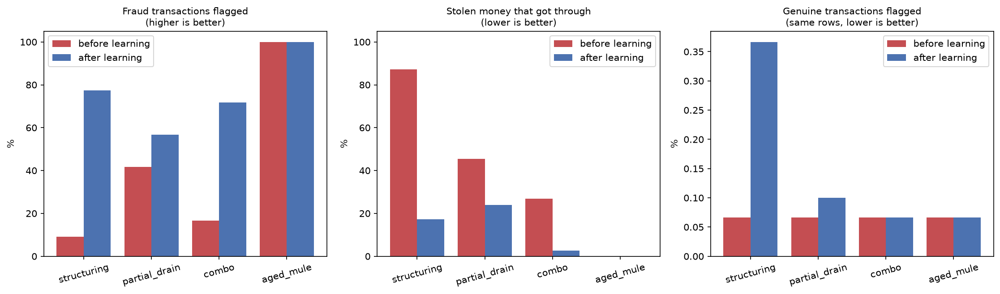 Fraud transactions flagged
(higher is better)
before learning
after learning
100
80
60
40
20
0
%
structuring
partial_drain
combo
aged_mule
Stolen money that got through
(lower is better)
before learning
after learning
100
80
60
40
20
0
%
structuring
partial_drain
combo
aged_mule
Genuine transactions flagged
(same rows, lower is better)
before learning
after learning
0.35
0.30
0.25
0.20
0.15
0.10
0.05
0.00
%
structuring
partial_drain
combo
aged_mule